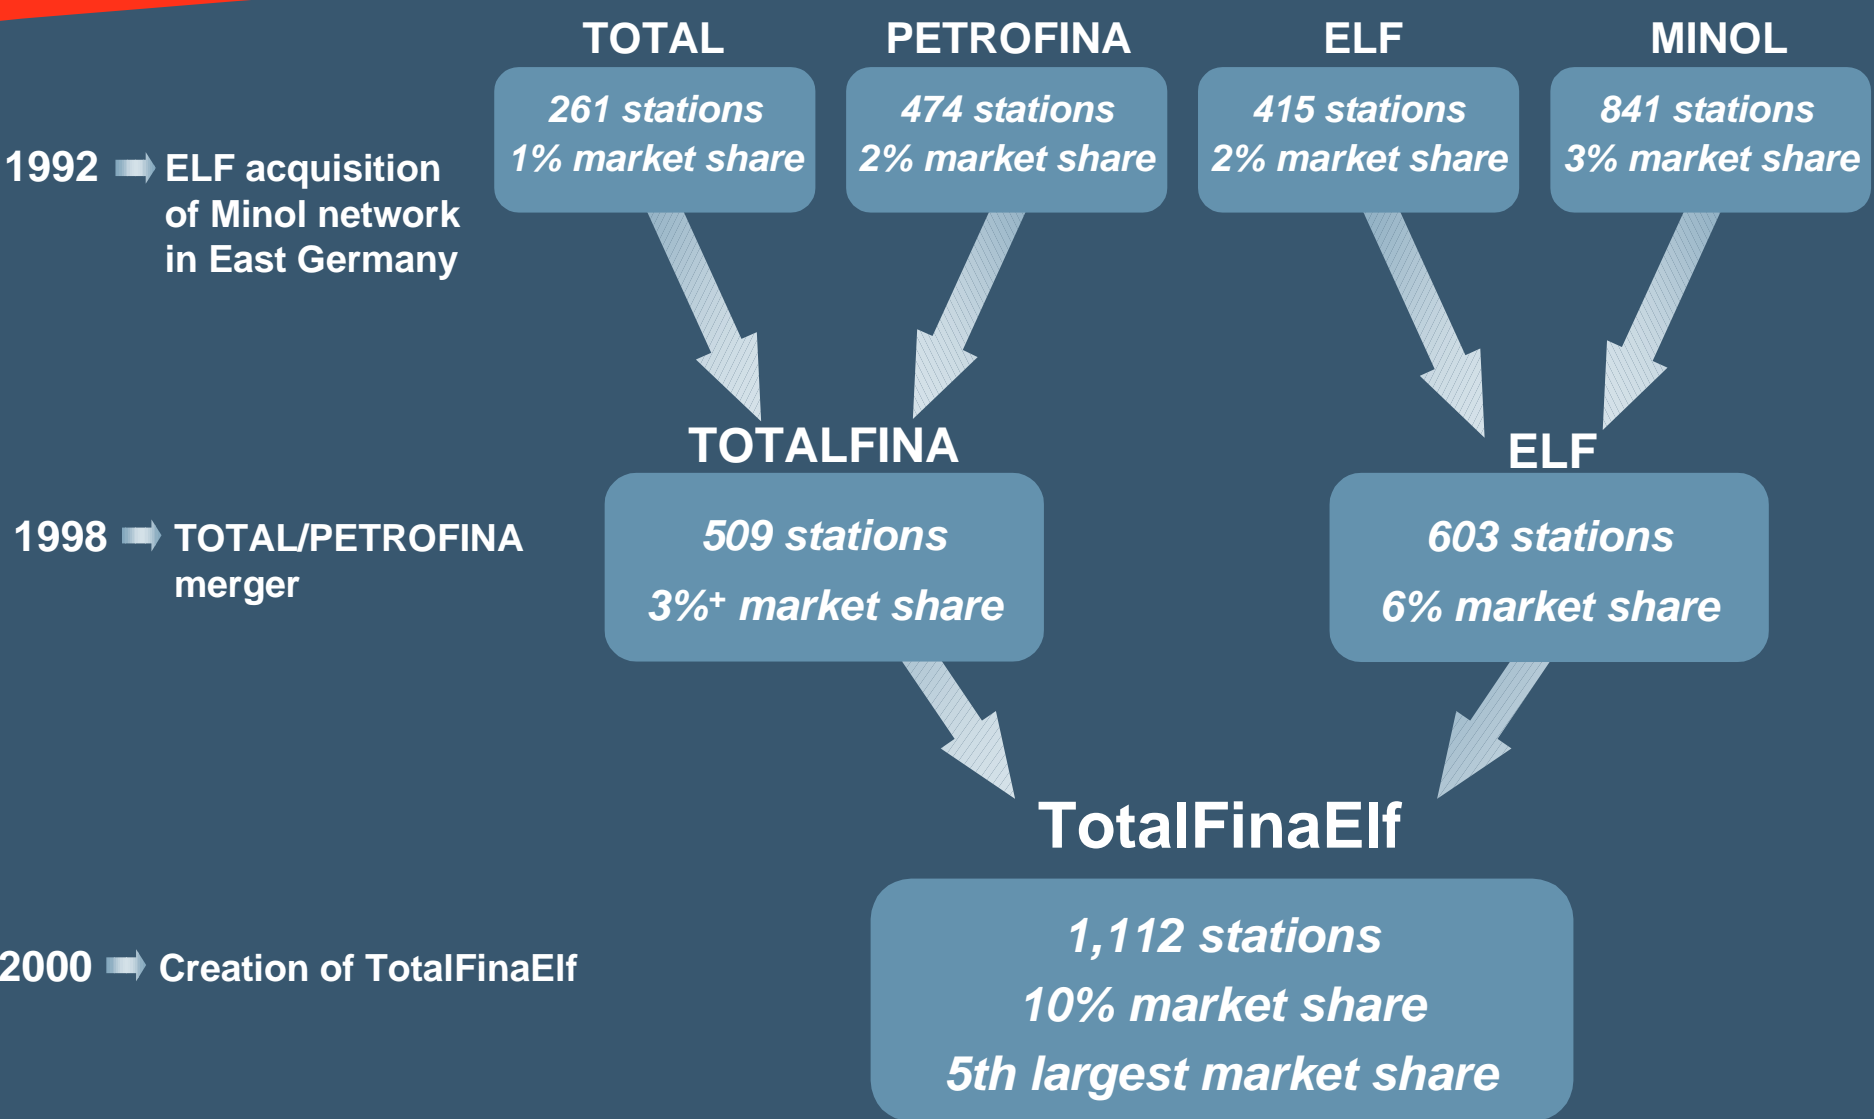 TOTAL
261 stations
1% market share
PETROFINA
474 stations
2% market share
ELF
415 stations
2% market share
MINOL
841 stations
3% market share
1992 ELF acquisition
of Minol network
in East Germany
TOTALFINA
509 stations
3%+ market share
ELF
603 stations
6% market share
1998 TOTAL/PETROFINA
merger
TotalFinaElf
1,112 stations
10% market share
5th largest market share
2000 Creation of TotalFinaElf